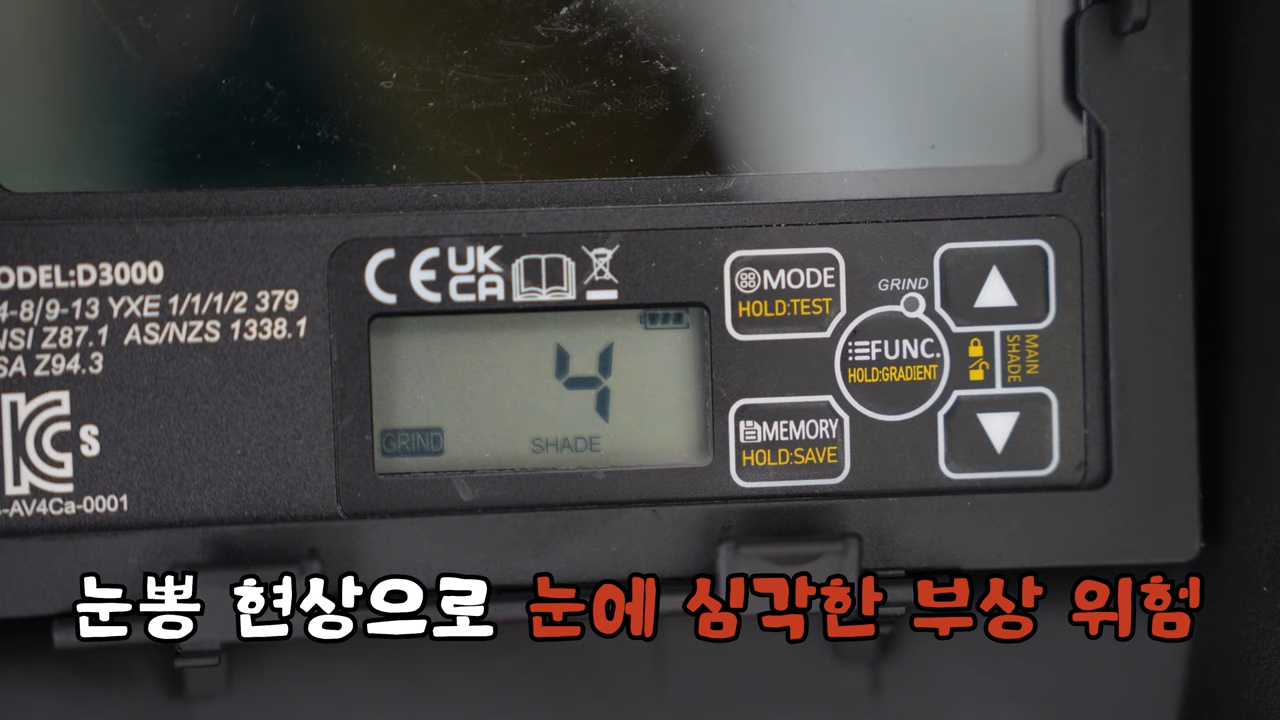 ODEL:D3000
4-8/9-13 YXE 1/1/1/2 379
NSI Z87.1 AS/NZS 1338.1
SA Z94.3
S
-AV4Ca-0001
CE UK CA
4
GRIND
SHADE
MODE
HOLD:TEST
GRIND
FUNC.
HOLD:GRADIENT
MAIN
SHADE
MEMORY
HOLD:SAVE
눈뽕 현상으로 눈에 심각한 부상 위험